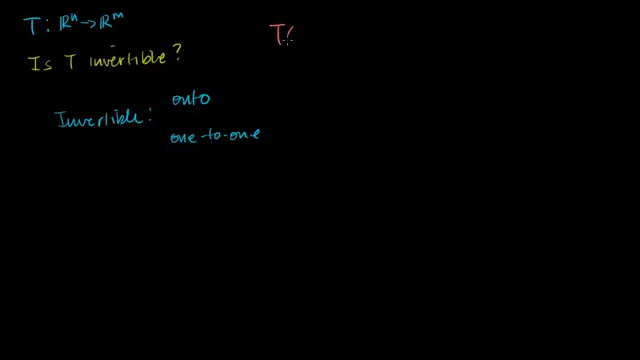 T: ℝⁿ→ℝᵐ
T(
Is T invertible?
onto
Invertible:
one-to-one